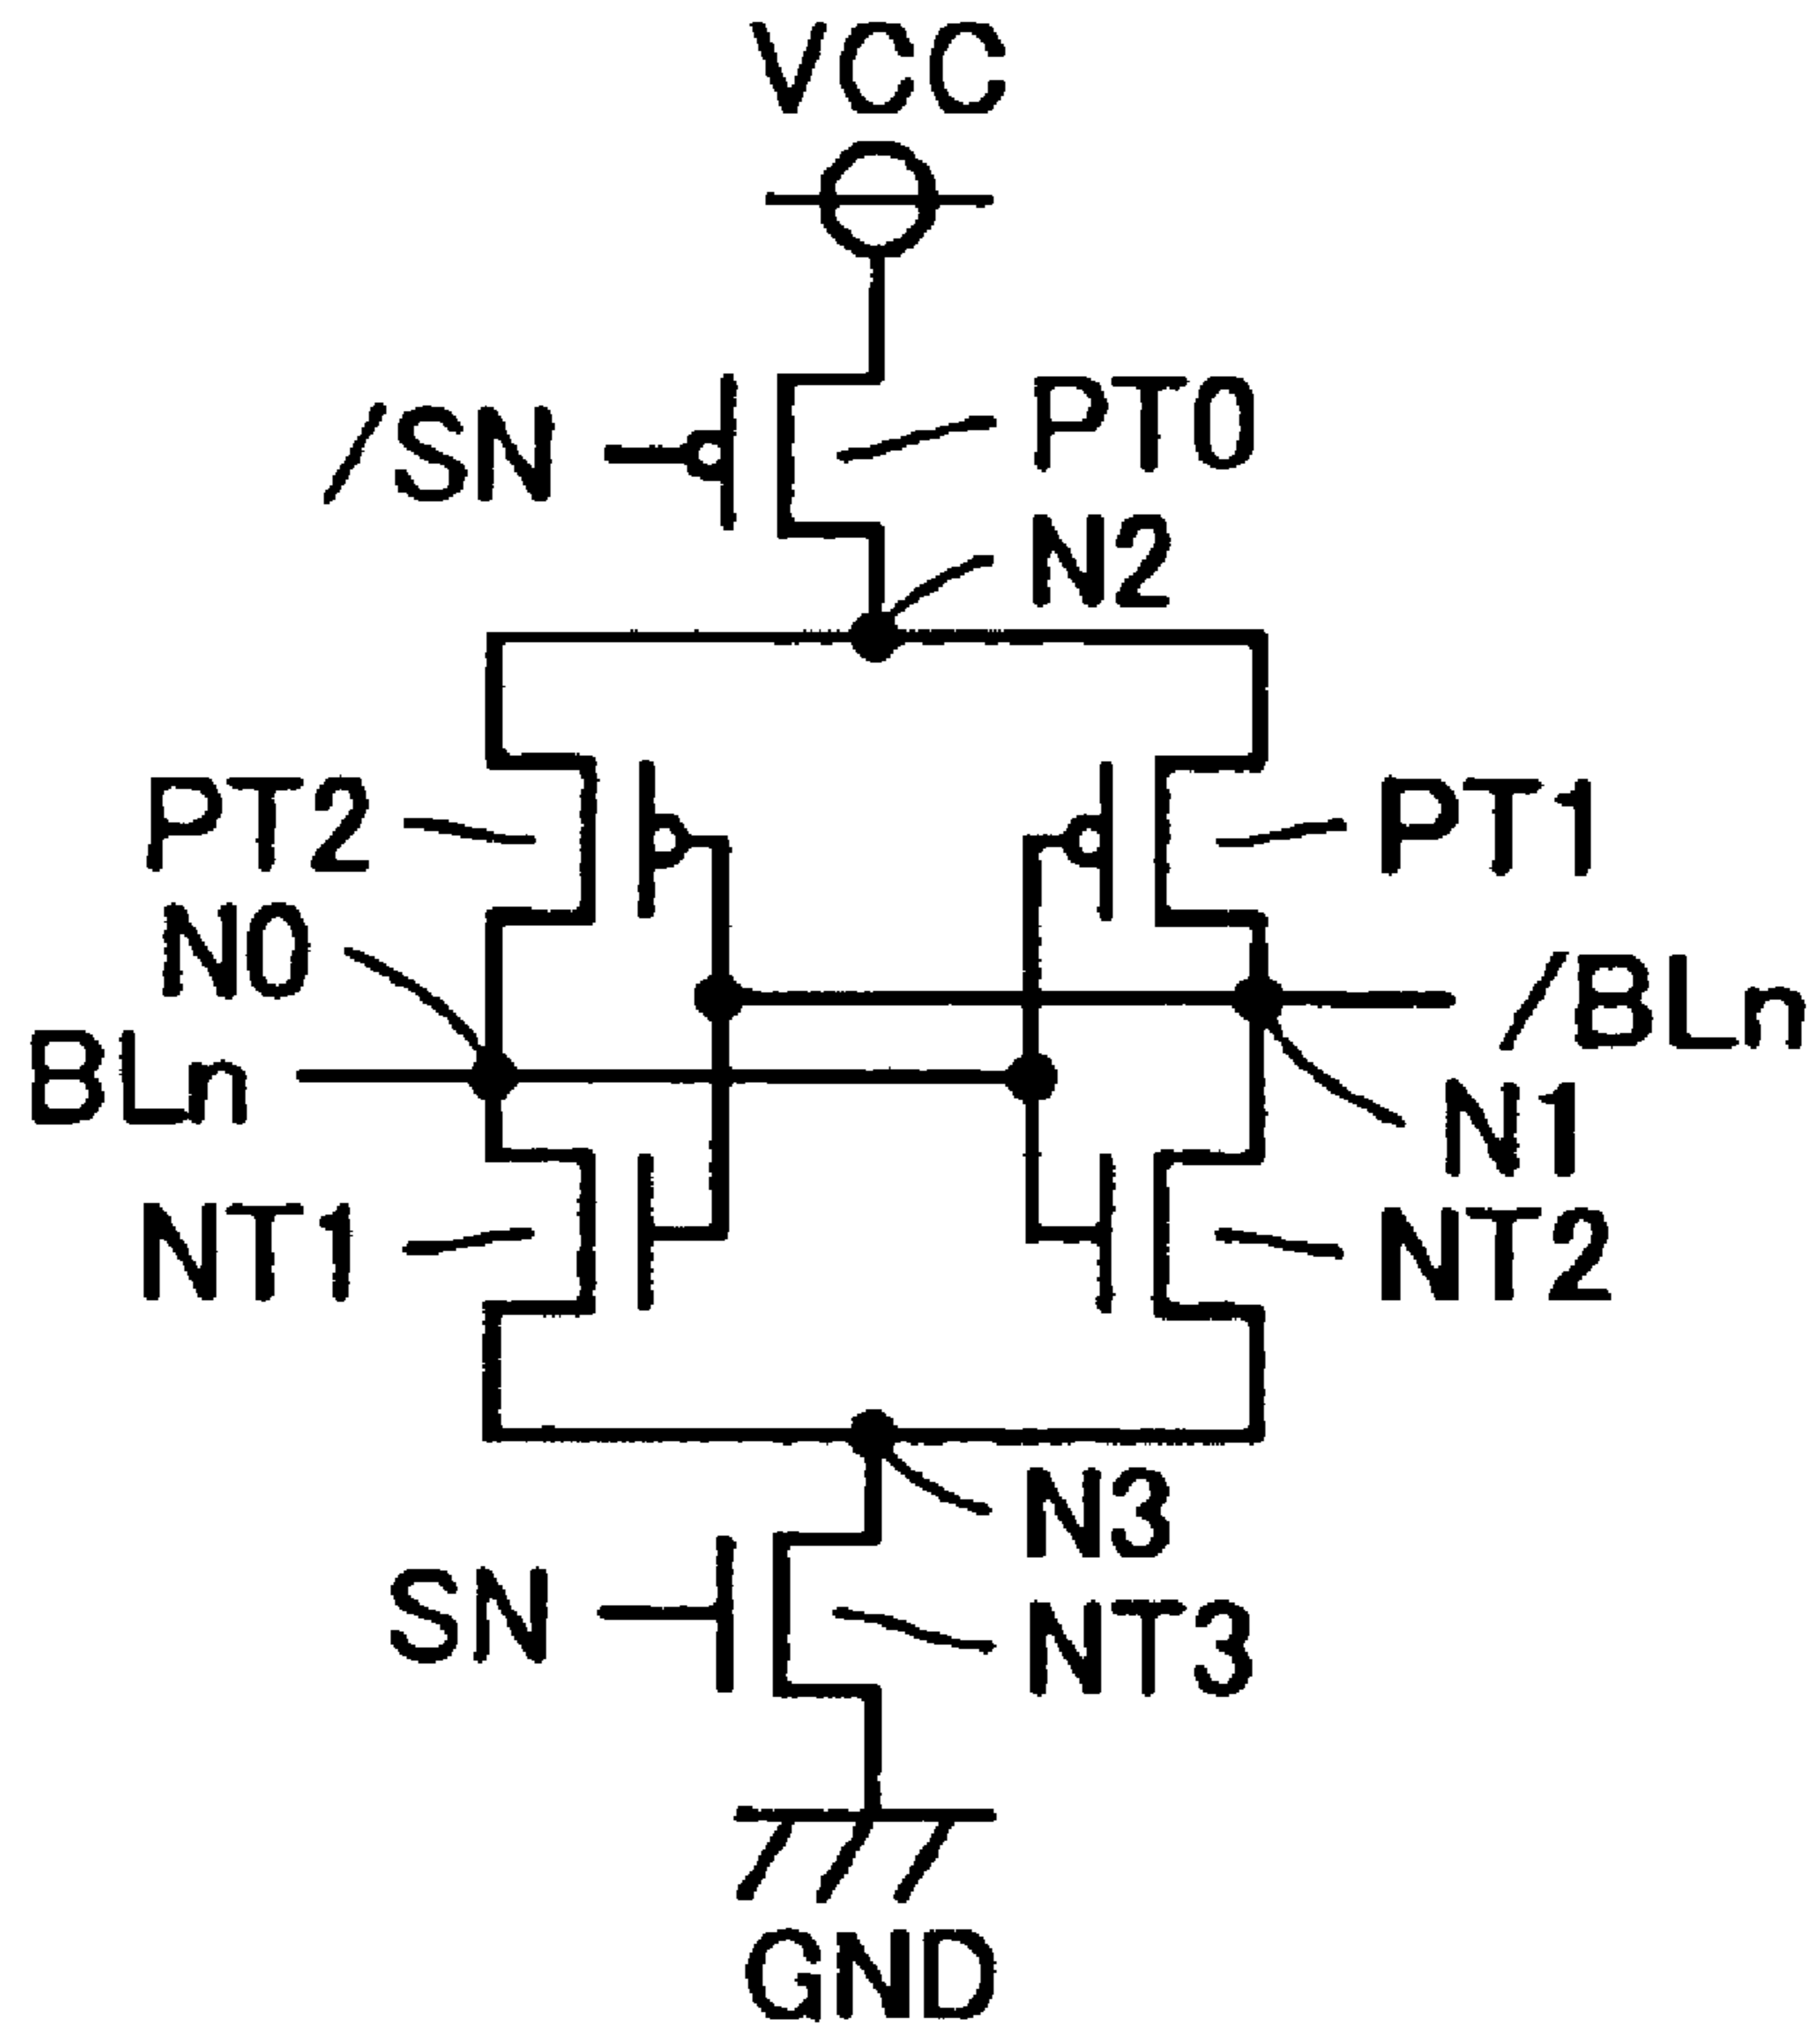 VCC
/SN
PT0
N2
PT2
PT1
N0
/BLn
BLn
N1
NT1
NT2
N3
SN
NT3
GND